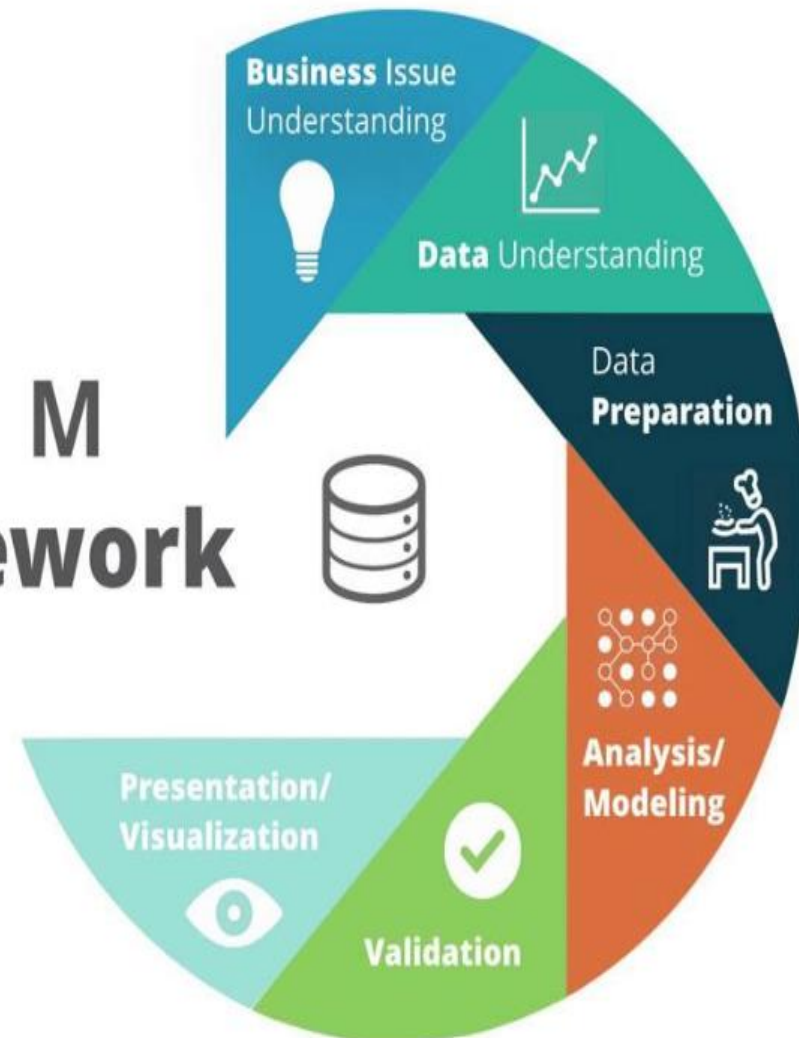 Business Issue
Understanding
Data Understanding
Data
Preparation
M
ework
Analysis/
Modeling
Presentation/
Visualization
Validation